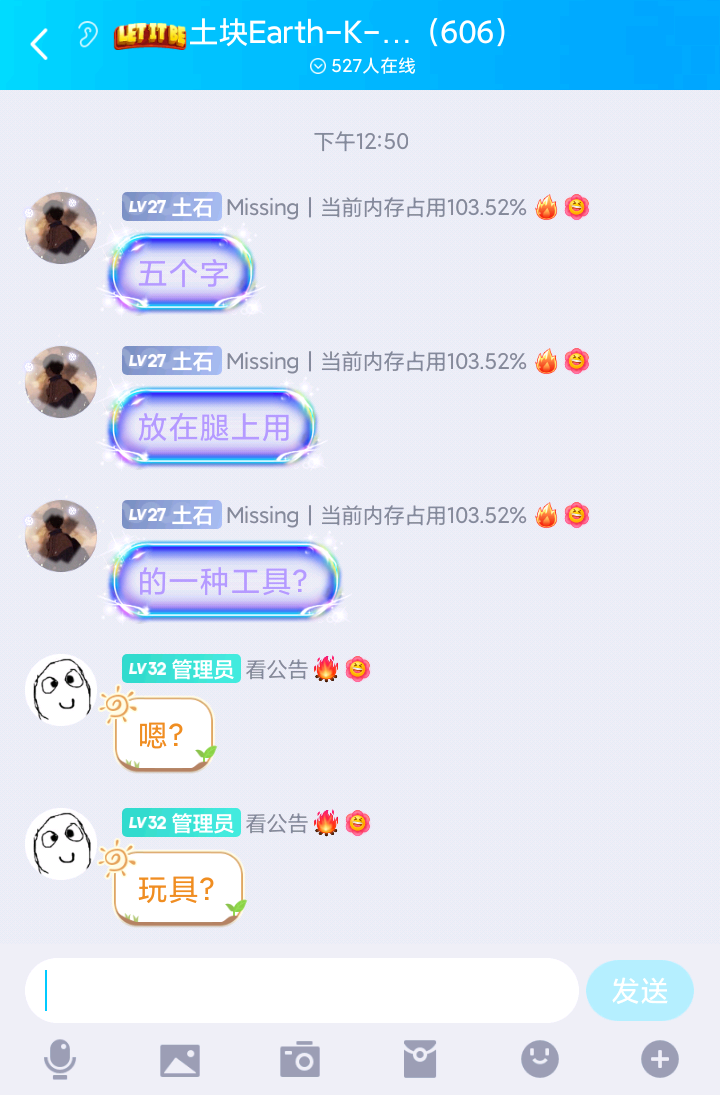 LET IT BE土块Earth-K-...（606）
527人在线
下午12:50
LV27 土石 Missing丨当前内存占用103.52%
五个字
LV27 土石 Missing丨当前内存占用103.52%
放在腿上用
LV27 土石 Missing丨当前内存占用103.52%
的一种工具?
LV32 管理员 看公告
嗯?
LV32 管理员 看公告
玩具?
发送